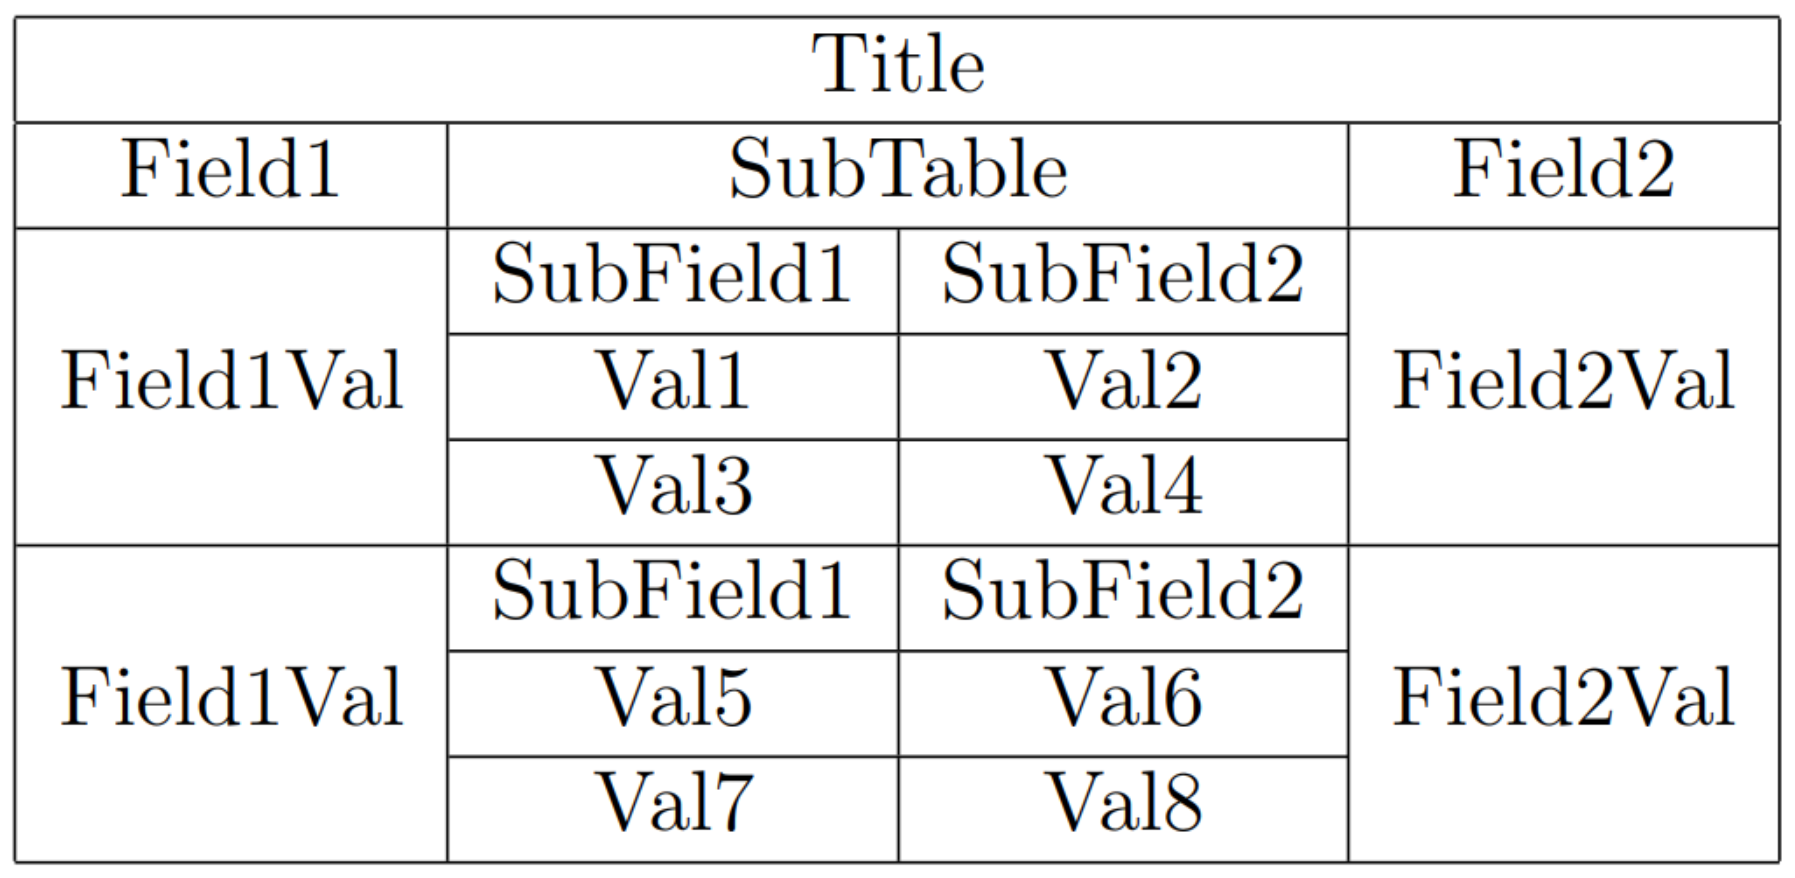 Title
Field1 SubTable Field2
SubField1 SubField2
Field1Val Val1 Val2 Field2Val
Val3 Val4
SubField1 SubField2
Field1Val Val5 Val6 Field2Val
Val7 Val8